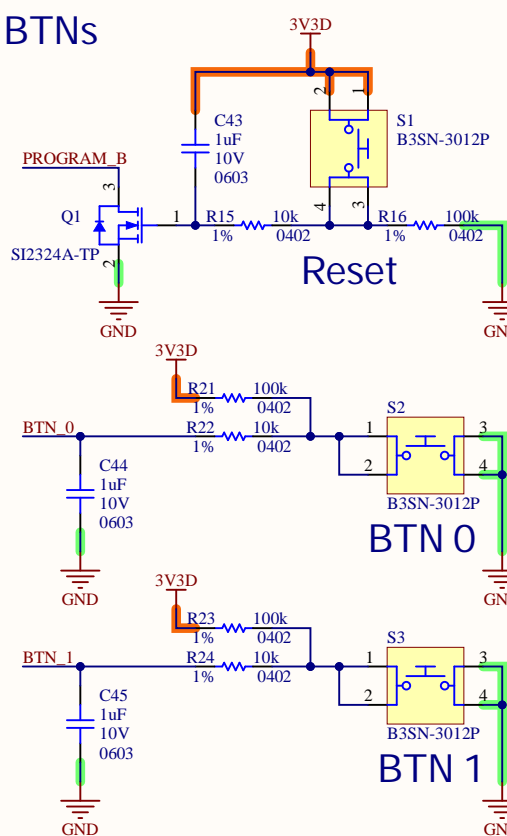 BTNs
3V3D
C43
1uF
10V
0603
2
1
S1
B3SN-3012P
PROGRAM_B
3
Q1
SI2324A-TP
2
1
R15
1%
10k
0402
4
3
R16
1%
100k
0402
Reset
GND
GN
3V3D
R21
1%
100k
0402
BTN_0
R22
1%
10k
0402
S2
1
2
3
4
B3SN-3012P
C44
1uF
10V
0603
BTN 0
GND
GN
3V3D
R23
1%
100k
0402
BTN_1
R24
1%
10k
0402
S3
1
2
3
4
B3SN-3012P
C45
1uF
10V
0603
BTN 1
GND
GN